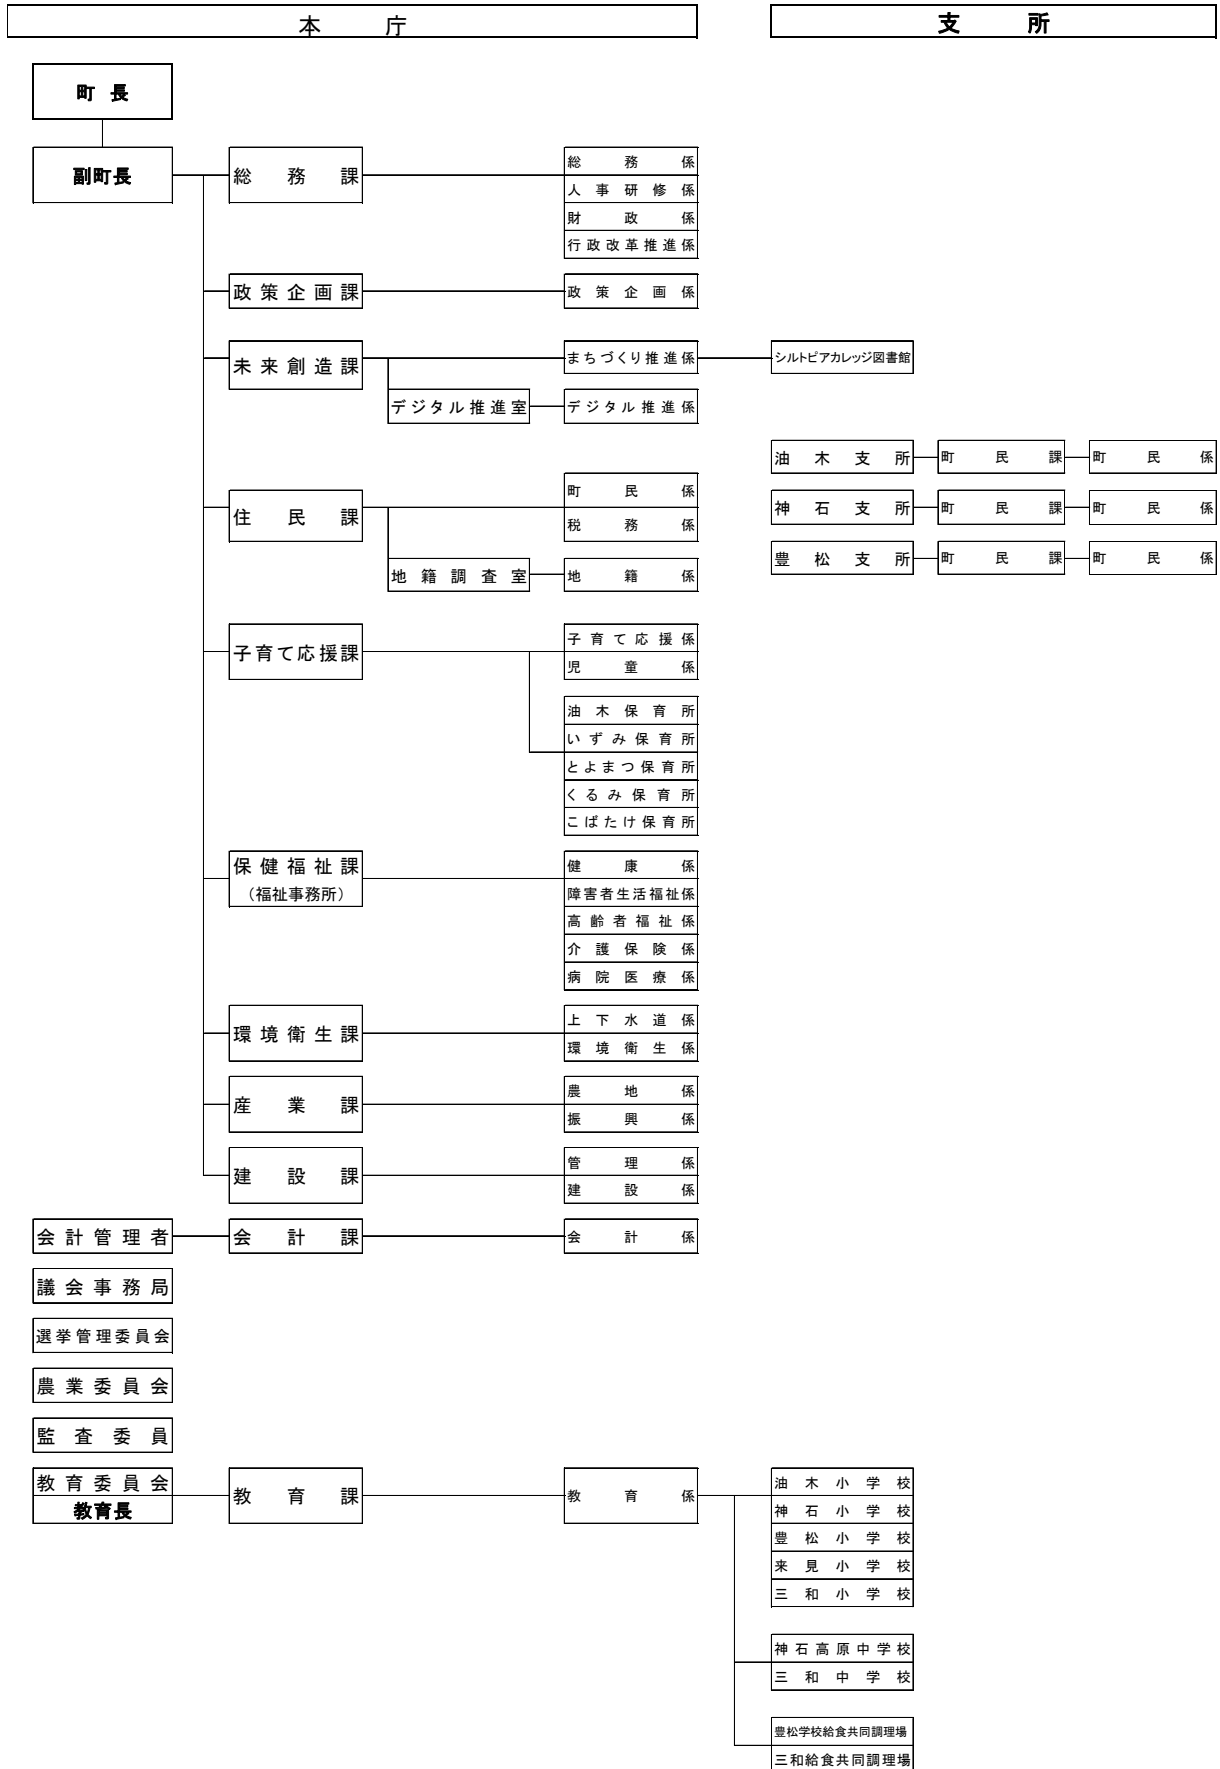 本庁
支所
町長
副町長
総務課
総務係
人事研修係
財政係
行政改革推進係
政策企画課
政策企画係
未来創造課
まちづくり推進係
シルトピアカレッジ図書館
デジタル推進室
デジタル推進係
油木支所
町民課
町民係
住民課
町民係
税務係
神石支所
町民課
町民係
地籍調査室
地籍係
豊松支所
町民課
町民係
子育て応援課
子育て応援係
児童係
油木保育所
いずみ保育所
とよまつ保育所
くるみ保育所
こばたけ保育所
保健福祉課
（福祉事務所）
健康係
障害者生活福祉係
高齢者福祉係
介護保険係
病院医療係
環境衛生課
上下水道係
環境衛生係
産業課
農地係
振興係
建設課
管理係
建設係
会計管理者
会計課
会計係
議会事務局
選挙管理委員会
農業委員会
監査委員
教育委員会
教育長
教育課
教育係
油木小学校
神石小学校
豊松小学校
来見小学校
三和小学校
神石高原中学校
三和中学校
豊松学校給食共同調理場
三和給食共同調理場